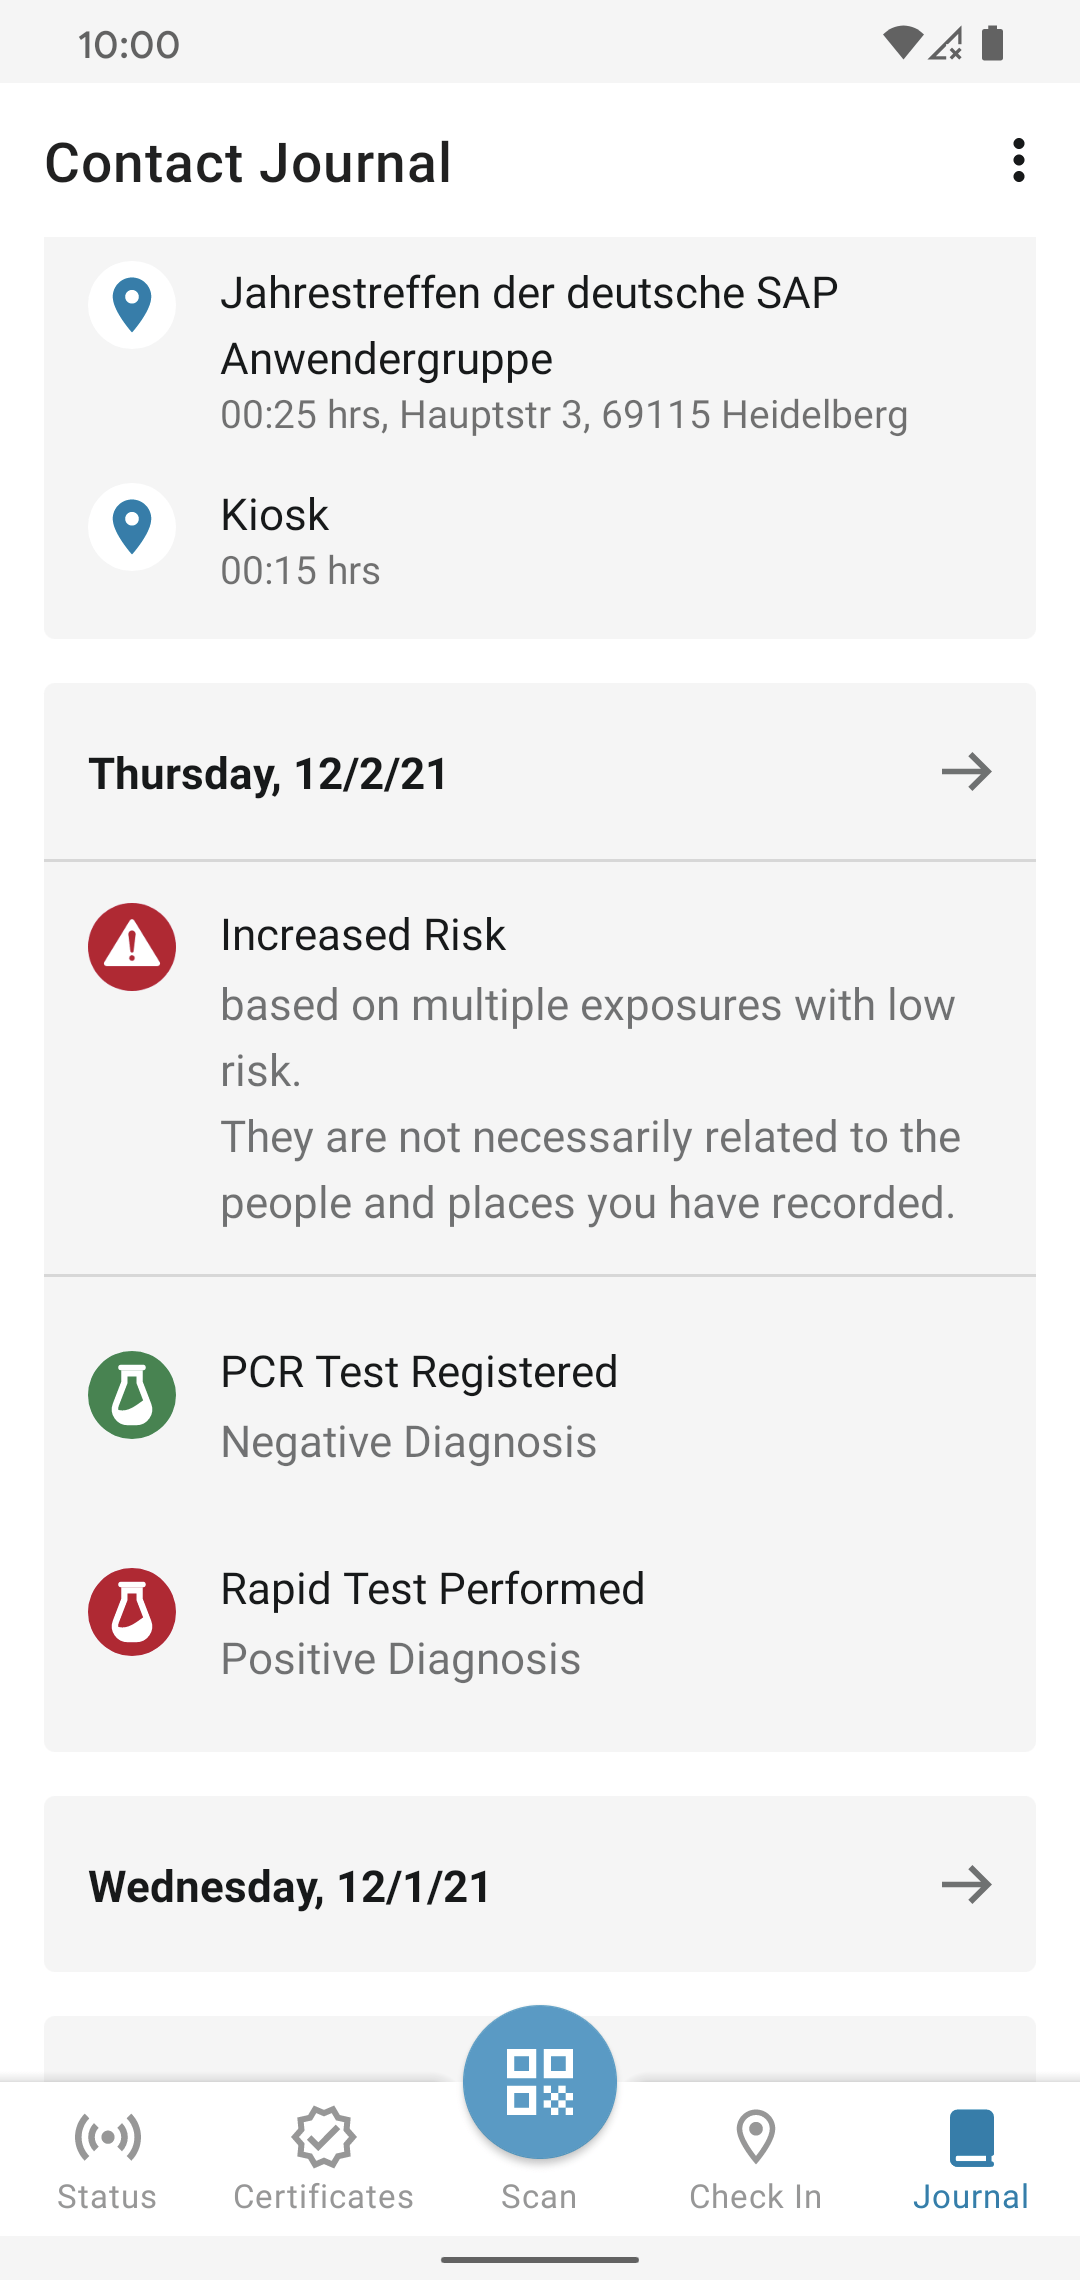 10:00
Contact Journal
Jahrestreffen der deutsche SAP
Anwendergruppe
00:25 hrs, Hauptstr 3, 69115 Heidelberg
Kiosk
00:15 hrs
Thursday, 12/2/21
Increased Risk
based on multiple exposures with low
risk.
They are not necessarily related to the
people and places you have recorded.
PCR Test Registered
Negative Diagnosis
Rapid Test Performed
Positive Diagnosis
Wednesday, 12/1/21
Status
Certificates
Scan
Check In
Journal